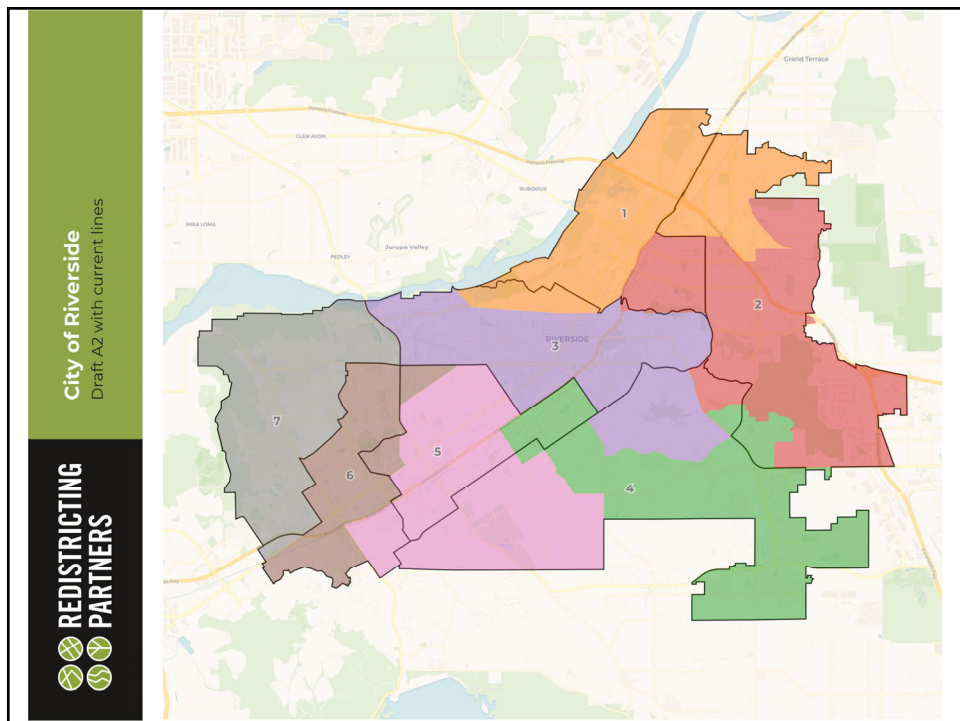 City of Riverside
Draft A2 with current lines
REDISTRICTING
PARTNERS
Grand Terrace
GLEN AVON
RUBIDOUX
MIRA LOMA
Jurupa Valley
PEDLEY
RIVERSIDE
1
2
3
4
5
6
7